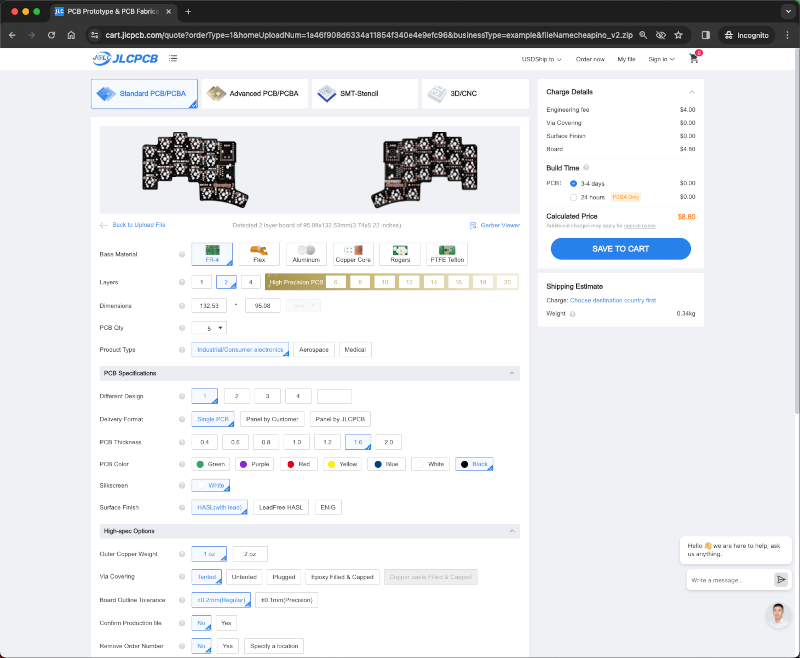 JLC PCB Prototype & PCB Fabrica
cart.jlcpcb.com/quote?orderType=1&homeUploadNum=1a46f908d6334a11854f340e4e9efc96&businessType=example&fileNamecheapino_v2.zip
Incognito
JLCPCB
USD Ship to
Order now
My file
Sign in
Standard PCB/PCBA
Advanced PCB/PCBA
SMT-Stencil
3D/CNC
Back to Upload File
Detected 2 layer board of 95.08x132.53mm(3.74x5.22 inches).
Gerber Viewer
Base Material
FR-4 Flex Aluminum Copper Core Rogers PTFE Teflon
Layers
1 2 4 High Precision PCB 6 8 10 12 14 16 18 20
Dimensions
132.53 * 95.08 mm
PCB Qty
5
Product Type
Industrial/Consumer electronics Aerospace Medical
PCB Specifications
Different Design
1 2 3 4
Delivery Format
Single PCB Panel by Customer Panel by JLCPCB
PCB Thickness
0.4 0.6 0.8 1.0 1.2 1.6 2.0
PCB Color
Green Purple Red Yellow Blue White Black
Silkscreen
White
Surface Finish
HASL(with lead) LeadFree HASL ENIG
High-spec Options
Outer Copper Weight
1 oz 2 oz
Via Covering
Tented Untented Plugged Epoxy Filled & Capped Copper paste Filled & Capped
Board Outline Tolerance
±0.2mm(Regular) ±0.1mm(Precision)
Confirm Production file
No Yes
Remove Order Number
No Yes Specify a location
Charge Details
Engineering fee $4.00
Via Covering $0.00
Surface Finish $0.00
Board $4.80
Build Time
PCB: 3-4 days $0.00
24 hours PCBA Only $0.00
Calculated Price $8.80
Additional charges may apply for special cases
SAVE TO CART
Shipping Estimate
Charge: Choose destination country first
Weight 0.34kg
Hello 👋 we are here to help, ask
us anything.
Write a message...